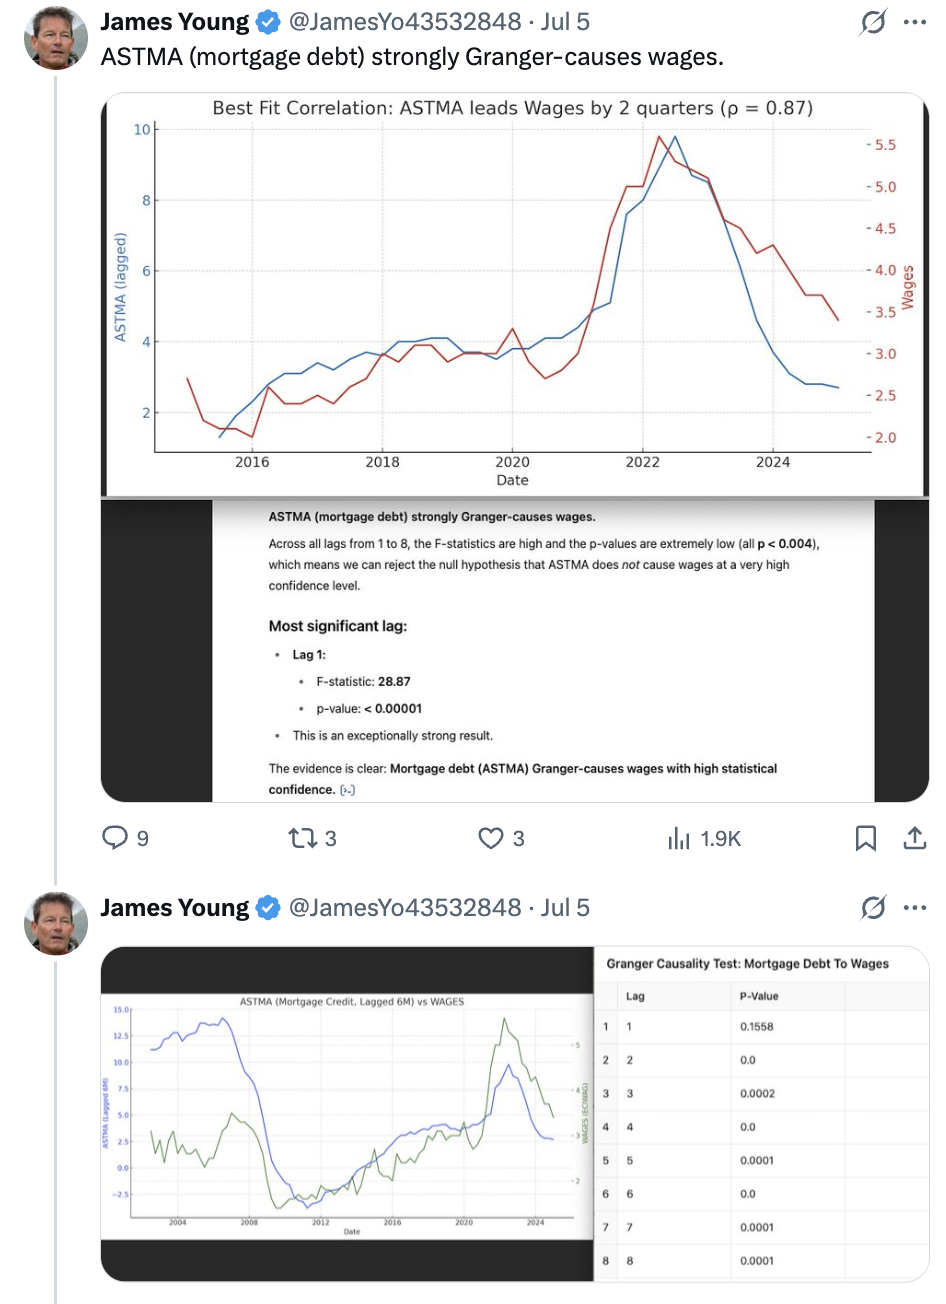 James Young @JamesYo43532848 · Jul 5
ASTMA (mortgage debt) strongly Granger-causes wages.
Best Fit Correlation: ASTMA leads Wages by 2 quarters (ρ = 0.87)
10
8
6
4
2
ASTMA (lagged)
5.5
5.0
4.5
4.0
3.5
3.0
2.5
2.0
Wages
2016 2018 2020 2022 2024
Date
ASTMA (mortgage debt) strongly Granger-causes wages.
Across all lags from 1 to 8, the F-statistics are high and the p-values are extremely low (all p < 0.004),
which means we can reject the null hypothesis that ASTMA does not cause wages at a very high
confidence level.
Most significant lag:
• Lag 1:
• F-statistic: 28.87
• p-value: < 0.00001
• This is an exceptionally strong result.
The evidence is clear: Mortgage debt (ASTMA) Granger-causes wages with high statistical
confidence. [>-]
9 3 3 1.9K
James Young @JamesYo43532848 · Jul 5
ASTMA (Mortgage Credit, Lagged 6M) vs WAGES
15.0
12.5
10.0
7.5
5.0
2.5
0.0
−2.5
ASTMA (Lagged 6M)
5
4
3
2
WAGES (ECIWAG)
2004 2008 2012 2016 2020 2024
Date
Granger Causality Test: Mortgage Debt To Wages
Lag P-Value
1 1 0.1558
2 2 0.0
3 3 0.0002
4 4 0.0
5 5 0.0001
6 6 0.0
7 7 0.0001
8 8 0.0001